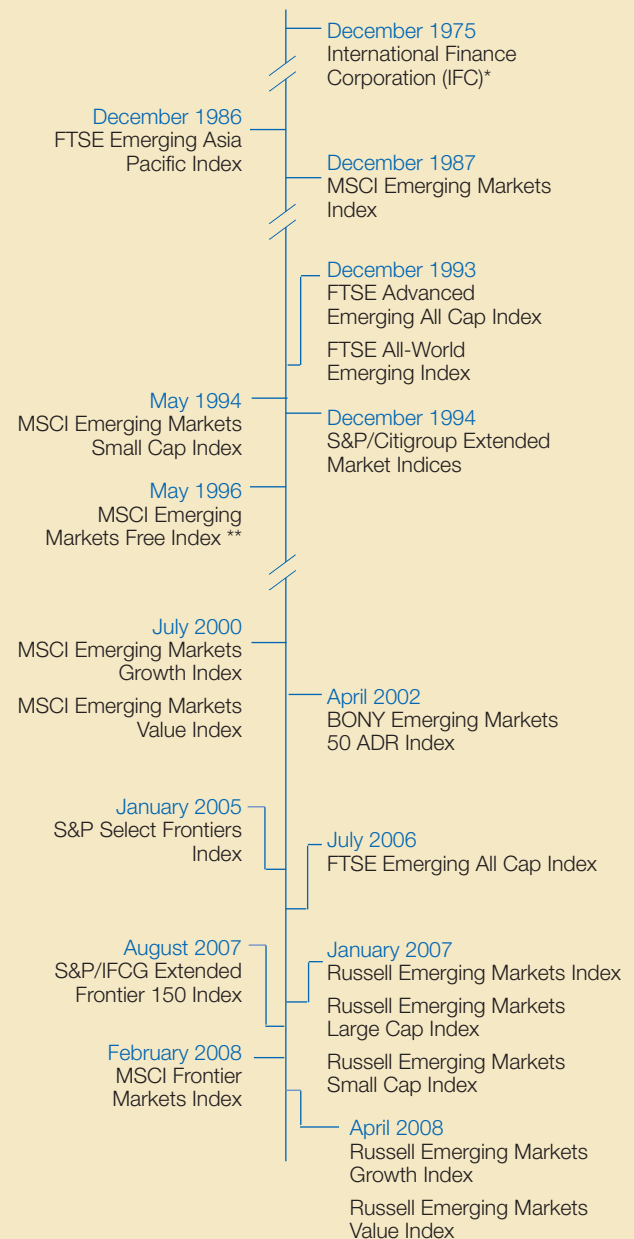 December 1975
International Finance
Corporation (IFC)*
December 1986
FTSE Emerging Asia
Pacific Index
December 1987
MSCI Emerging Markets
Index
December 1993
FTSE Advanced
Emerging All Cap Index
FTSE All-World
Emerging Index
May 1994
MSCI Emerging Markets
Small Cap Index
December 1994
S&P/Citigroup Extended
Market Indices
May 1996
MSCI Emerging
Markets Free Index **
July 2000
MSCI Emerging Markets
Growth Index
MSCI Emerging Markets
Value Index
April 2002
BONY Emerging Markets
50 ADR Index
January 2005
S&P Select Frontiers
Index
July 2006
FTSE Emerging All Cap Index
August 2007
S&P/IFCG Extended
Frontier 150 Index
January 2007
Russell Emerging Markets Index
Russell Emerging Markets
Large Cap Index
Russell Emerging Markets
Small Cap Index
February 2008
MSCI Frontier
Markets Index
April 2008
Russell Emerging Markets
Growth Index
Russell Emerging Markets
Value Index